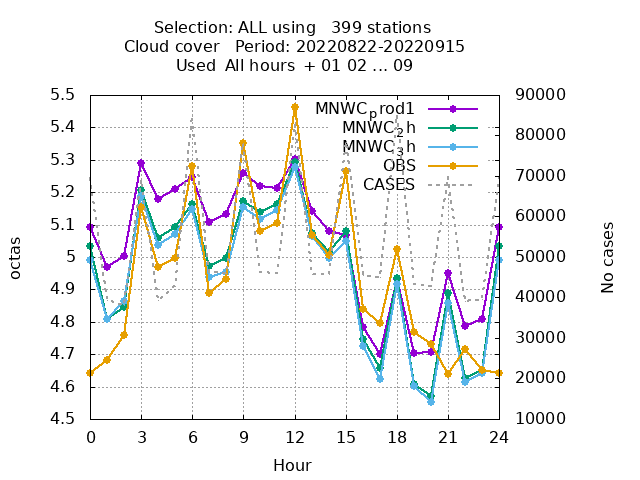 Selection: ALL using 399 stations
Cloud cover Period: 20220822-20220915
Used All hours + 01 02 ... 09
MNWCprod1
MNWC2h
MNWC3h
OBS
CASES
5.5
5.4
5.3
5.2
5.1
5
4.9
4.8
4.7
4.6
4.5
octas
90000
80000
70000
60000
50000
40000
30000
20000
10000
No cases
0 3 6 9 12 15 18 21 24
Hour